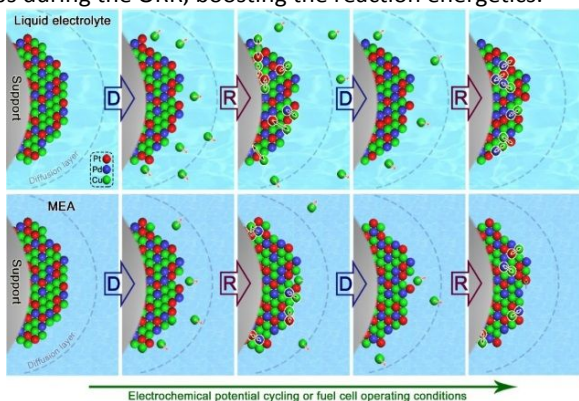 ps during the ORR, boosting the reaction energetics.
Liquid electrolyte
Support
Diffusion layer
Pt
Pd
Cu
D
R
D
R
MEA
Support
Diffusion layer
D
R
D
R
Electrochemical potential cycling or fuel cell operating conditions